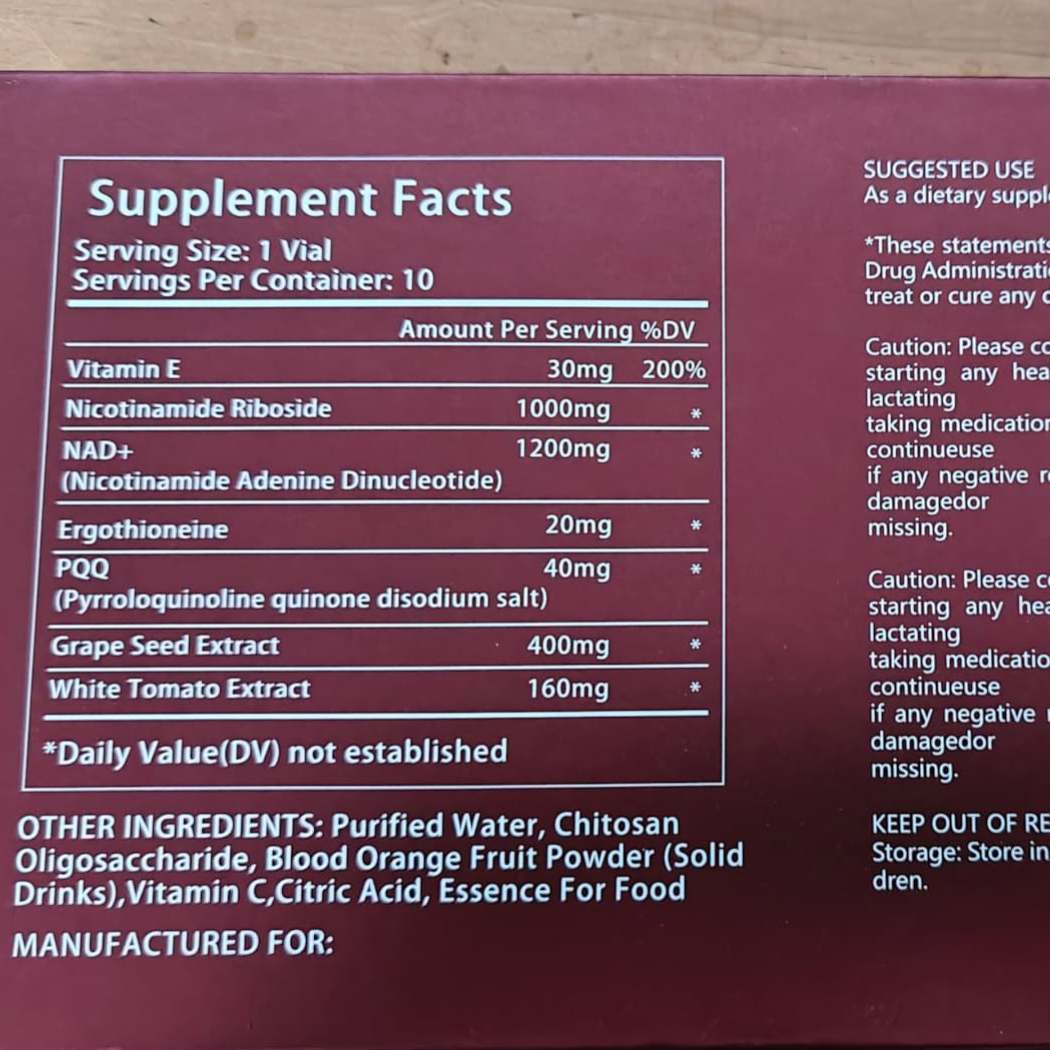 Supplement Facts
Serving Size: 1 Vial
Servings Per Container: 10
Amount Per Serving %DV
Vitamin E 30mg 200%
Nicotinamide Riboside 1000mg *
NAD+ 1200mg *
(Nicotinamide Adenine Dinucleotide)
Ergothioneine 20mg *
PQQ 40mg *
(Pyrroloquinoline quinone disodium salt)
Grape Seed Extract 400mg *
White Tomato Extract 160mg *
*Daily Value(DV) not established
OTHER INGREDIENTS: Purified Water, Chitosan
Oligosaccharide, Blood Orange Fruit Powder (Solid
Drinks),Vitamin C,Citric Acid, Essence For Food
MANUFACTURED FOR:
SUGGESTED USE
As a dietary
*These statements
Drug
treat or cure any
Caution: Please
starting any
lactating
taking
continueuse
if any negative
damagedor
missing.
Caution: Please
starting any
lactating
taking
continueuse
if any negative
damagedor
missing.
KEEP OUT OF
Storage: Store in
dren.